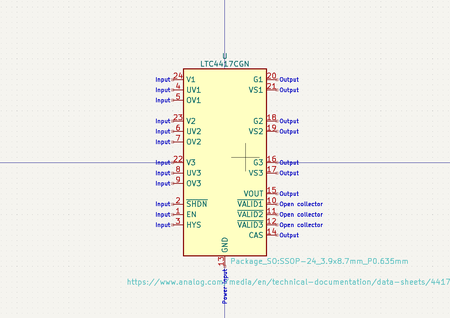 U
LTC4417CGN
Input 24 V1 G1 20 Output
Input 4 UV1 VS1 21 Output
Input 5 OV1
Input 23 V2 G2 18 Output
Input 6 UV2 VS2 19 Output
Input 7 OV2
Input 22 V3 G3 16 Output
Input 8 UV3 VS3 17 Output
Input 9 OV3
VOUT 15 Output
Input 2 SHDN VALID1 10 Open collector
Input 1 EN VALID2 11 Open collector
Input 3 HYS VALID3 12 Open collector
CAS 14 Output
GND
13
Power Input
Package_SO:SSOP-24_3.9x8.7mm_P0.635mm
https://www.analog.com/media/en/technical-documentation/data-sheets/4417